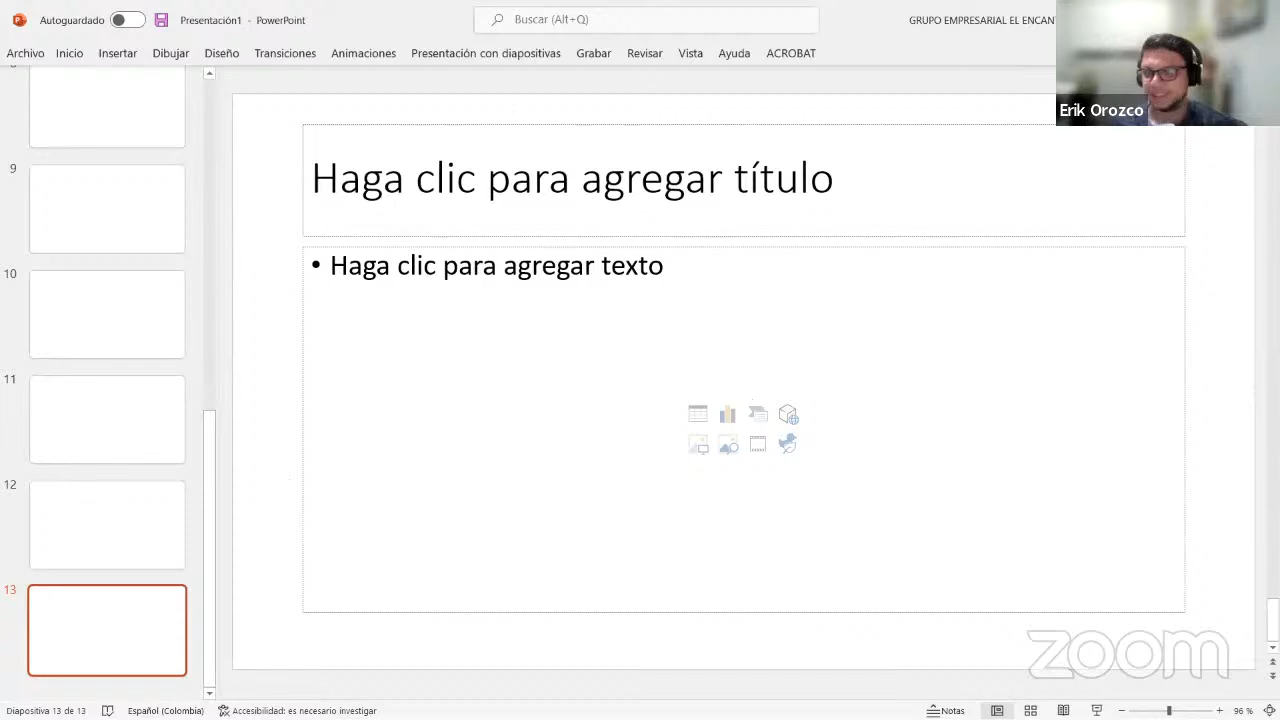 Autoguardado
Presentación1 - PowerPoint
Buscar (Alt+Q)
GRUPO EMPRESARIAL EL ENCANT
Archivo Inicio Insertar Dibujar Diseño Transiciones Animaciones Presentación con diapositivas Grabar Revisar Vista Ayuda ACROBAT
Erik Orozco
9
10
11
12
13
Haga clic para agregar título
• Haga clic para agregar texto
zoom
Diapositiva 13 de 13
Español (Colombia)
Accesibilidad: es necesario investigar
Notas
96 %